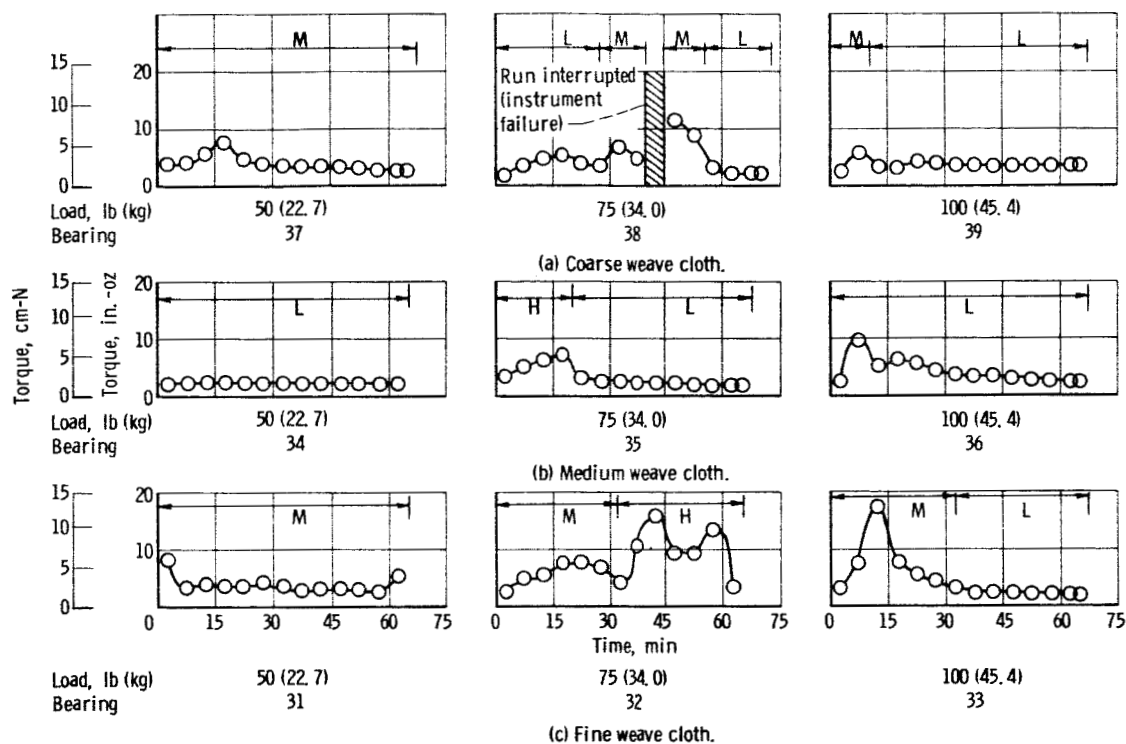 M
L M M L
M L
15 20
10
5 10
0 0
Run interrupted
(instrument
failure)
Load, lb (kg) 50 (22.7) 75 (34.0) 100 (45.4)
Bearing 37 38 39
(a) Coarse weave cloth.
Torque, cm-N
Torque, in.-oz
15 20
10
5 10
0 0
L
H L
L
Load, lb (kg) 50 (22.7) 75 (34.0) 100 (45.4)
Bearing 34 35 36
(b) Medium weave cloth.
15 20
10
5 10
0
M
M H
M L
0 15 30 45 60 75 0 15 30 45 60 75 0 15 30 45 60 75
Time, min
Load, lb (kg) 50 (22.7) 75 (34.0) 100 (45.4)
Bearing 31 32 33
(c) Fine weave cloth.